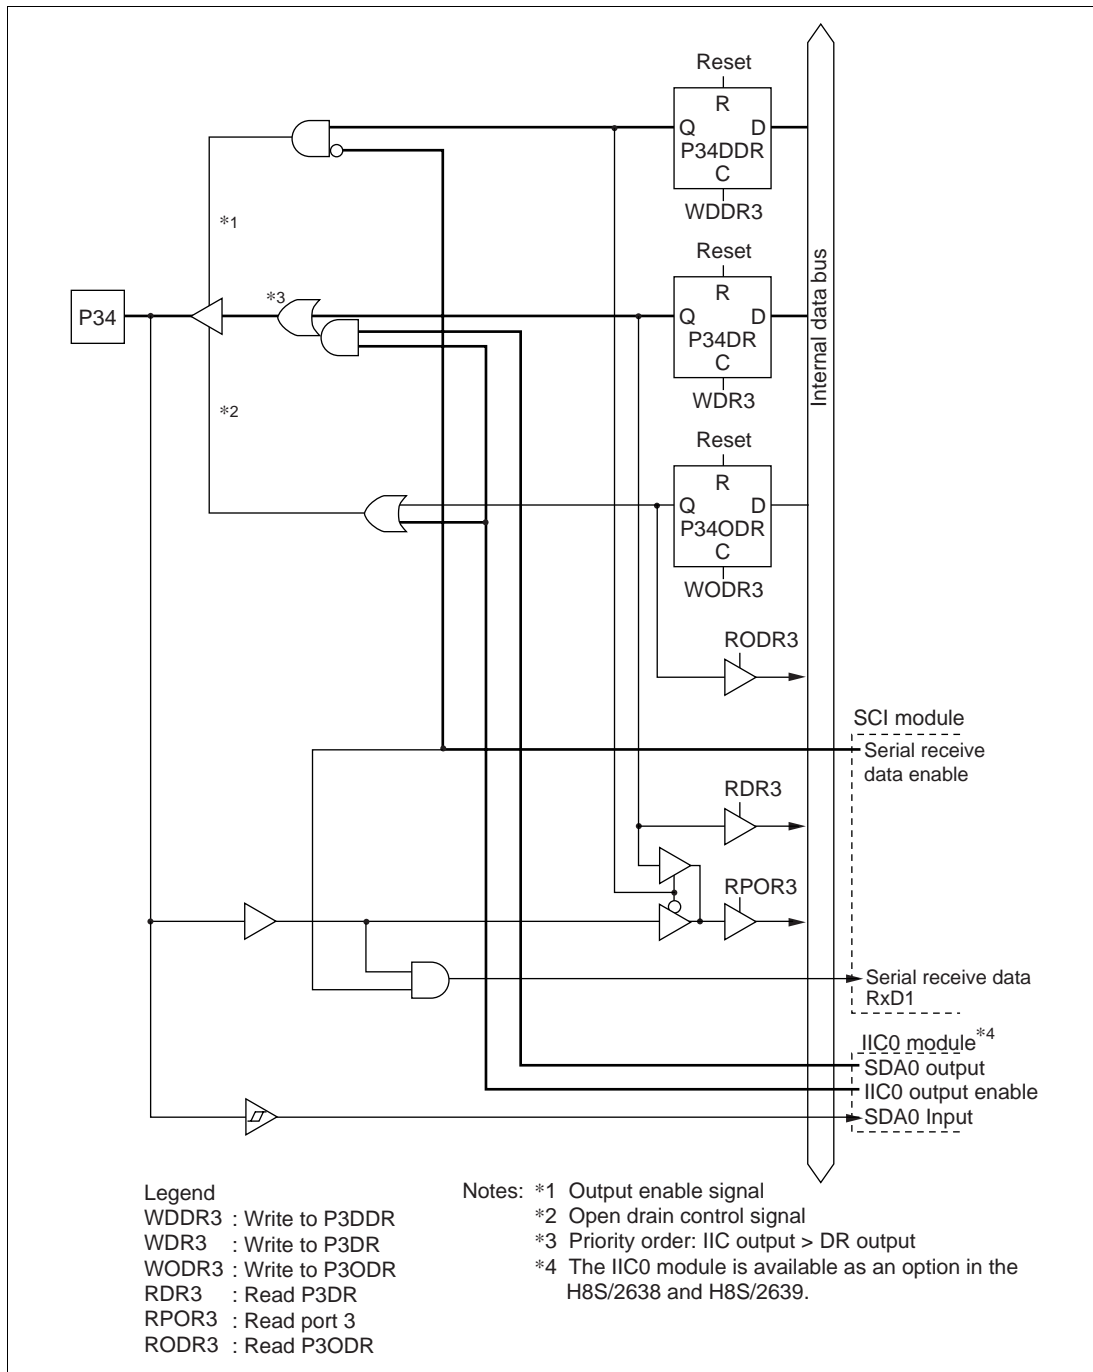 Reset
R
Q D
P34DDR
C
WDDR3
*1
Reset
R
P34
*3
Q D
P34DR
C
WDR3
*2
Internal data bus
Reset
R
Q D
P34ODR
C
WODR3
RODR3
SCI module
Serial receive
data enable
RDR3
RPOR3
Serial receive data
RxD1
IIC0 module*4
SDA0 output
IIC0 output enable
SDA0 Input
Legend
WDDR3 : Write to P3DDR
WDR3 : Write to P3DR
WODR3 : Write to P3ODR
RDR3 : Read P3DR
RPOR3 : Read port 3
RODR3 : Read P3ODR
Notes: *1 Output enable signal
*2 Open drain control signal
*3 Priority order: IIC output > DR output
*4 The IIC0 module is available as an option in the
H8S/2638 and H8S/2639.